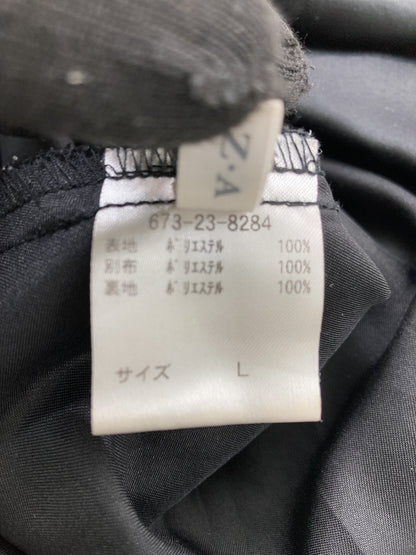 Z·A
673-23-8284
表地 ポリエステル 100%
別布 ポリエステル 100%
裏地 ポリエステル 100%
サイズ L